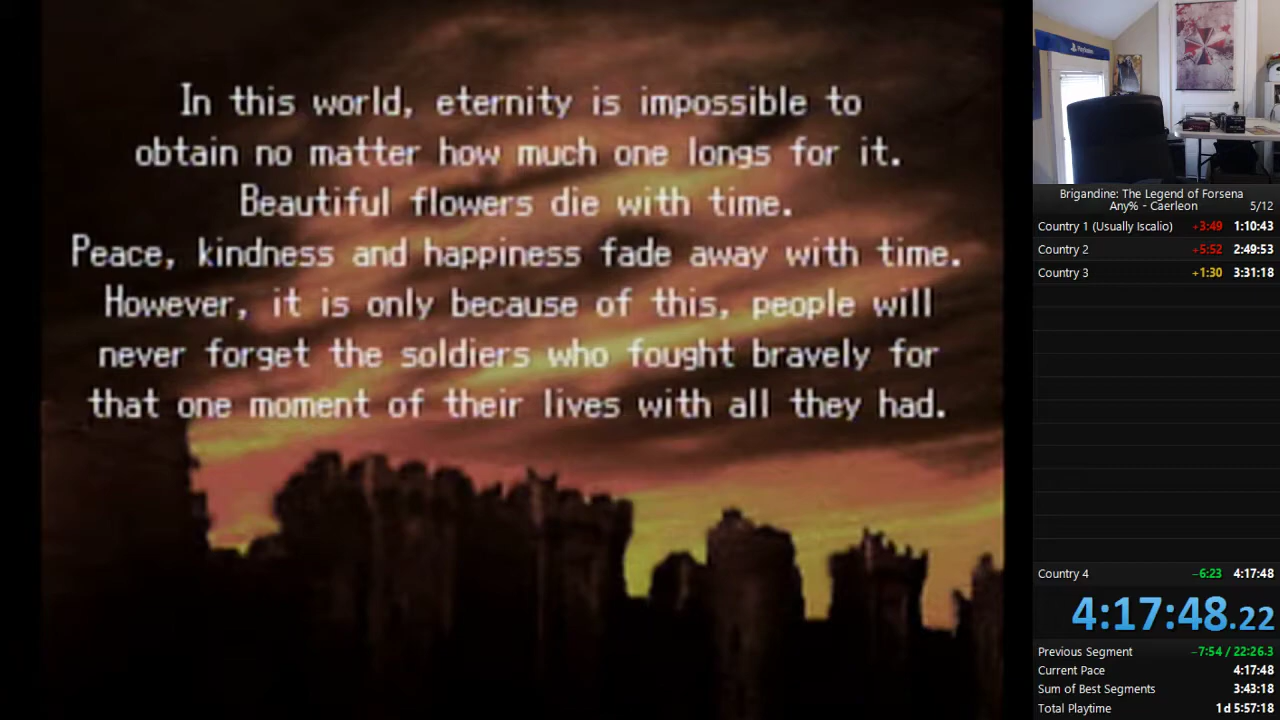 In this world, eternity is impossible to
obtain no matter how much one longs for it.
Beautiful flowers die with time.
Peace, kindness and happiness fade away with time.
However, it is only because of this, people will
never forget the soldiers who fought bravely for
that one moment of their lives with all they had.
PlayStation
Brigandine: The Legend of Forsena
Any% - Caerleon 5/12
Country 1 (Usually Iscalio) +3:49 1:10:43
Country 2 +5:52 2:49:53
Country 3 +1:30 3:31:18
Country 4 −6:23 4:17:48
4:17:48.22
Previous Segment −7:54 / 22:26.3
Current Pace 4:17:48
Sum of Best Segments 3:43:18
Total Playtime 1d 5:57:18